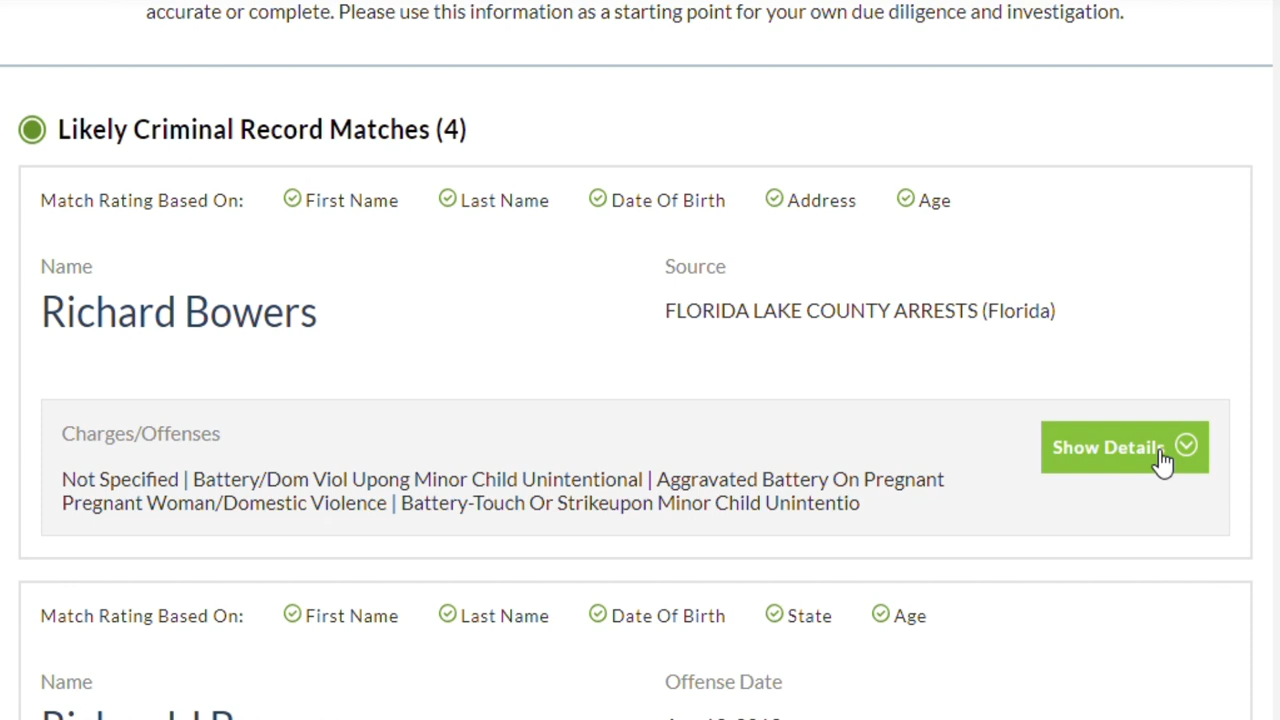 accurate or complete. Please use this information as a starting point for your own due diligence and investigation.
Likely Criminal Record Matches (4)
Match Rating Based On: First Name Last Name Date Of Birth Address Age
Name Source
Richard Bowers FLORIDA LAKE COUNTY ARRESTS (Florida)
Charges/Offenses
Show Details
Not Specified | Battery/Dom Viol Upong Minor Child Unintentional | Aggravated Battery On Pregnant
Pregnant Woman/Domestic Violence | Battery-Touch Or Strikeupon Minor Child Unintentio
Match Rating Based On: First Name Last Name Date Of Birth State Age
Name Offense Date